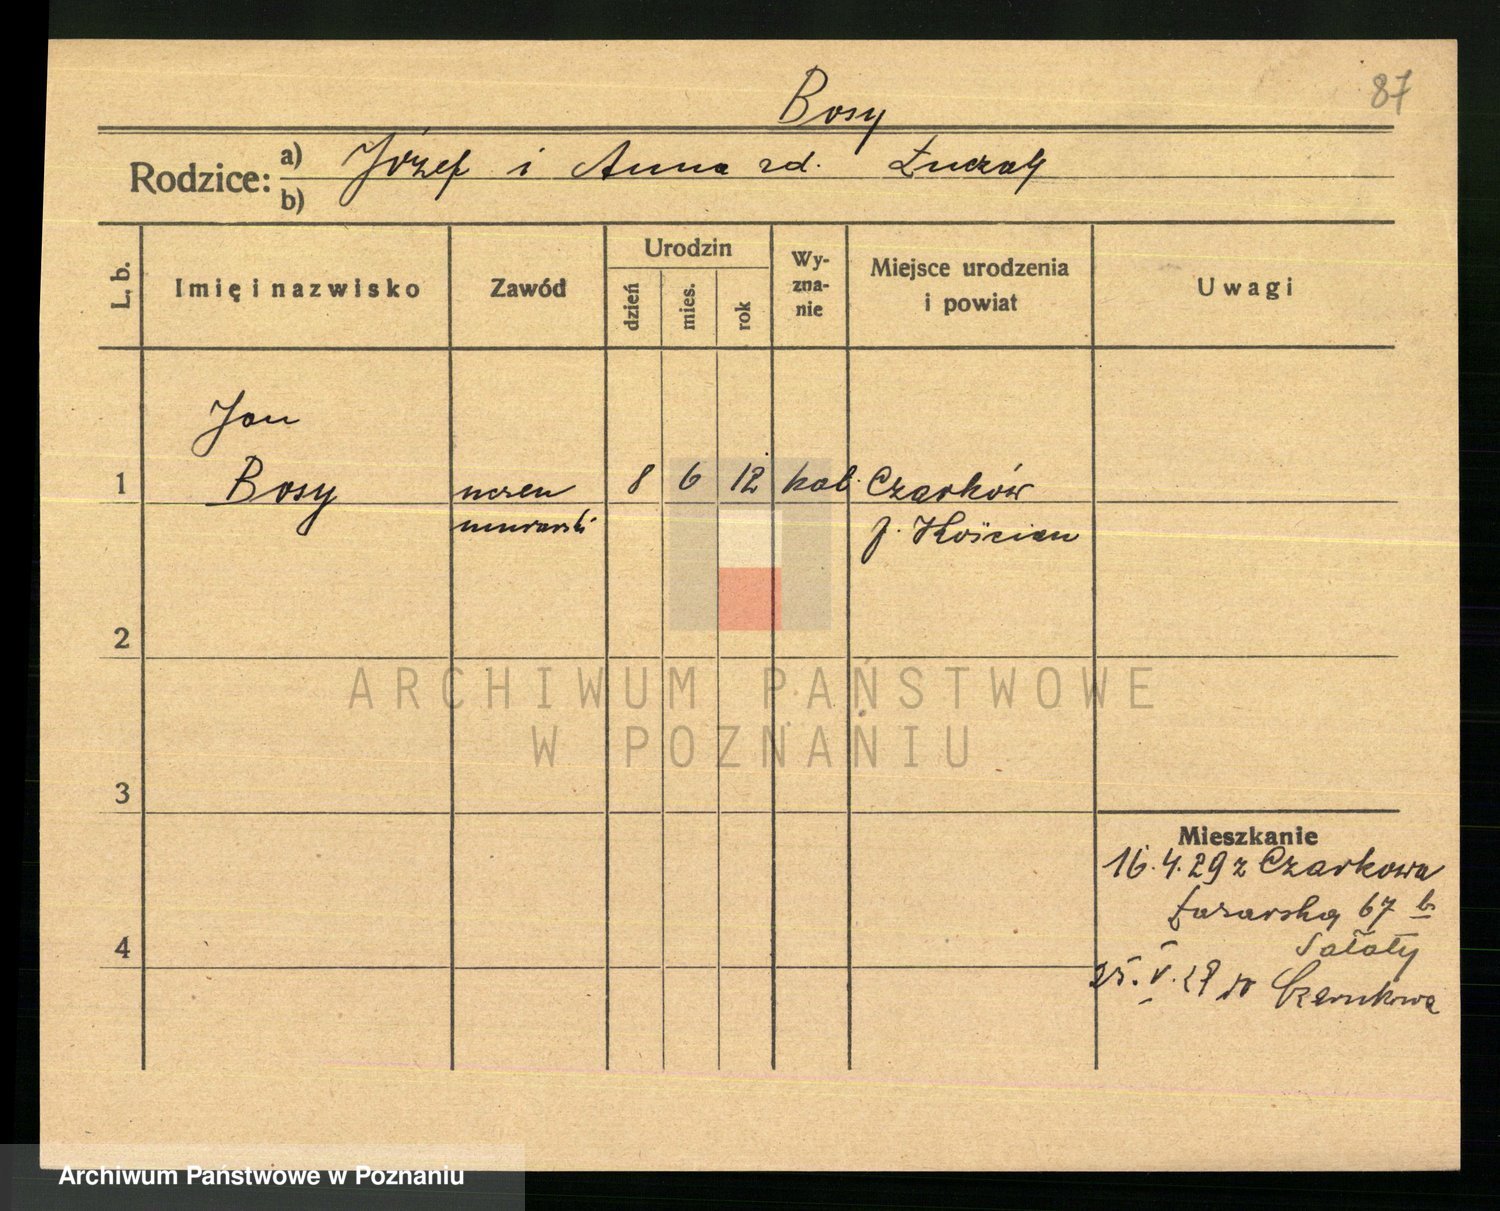 87
Bosy
Rodzice: a) Józef i Anna zd. Łuczak
b)
L. b.
Imię i nazwisko
Zawód
Urodzin
dzień
mies.
rok
Wy-
zna-
nie
Miejsce urodzenia
i powiat
Uwagi
Jan
1 Bosy uczeń 8 6 12 kat. Czarków
murarski p. Kościan
2
ARCHIWUM PAŃSTWOWE
W POZNANIU
3
Mieszkanie
16.4.29 z Czarkowa
67 b
4 Sałaty
25. V. 29 do
Archiwum Państwowe w Poznaniu